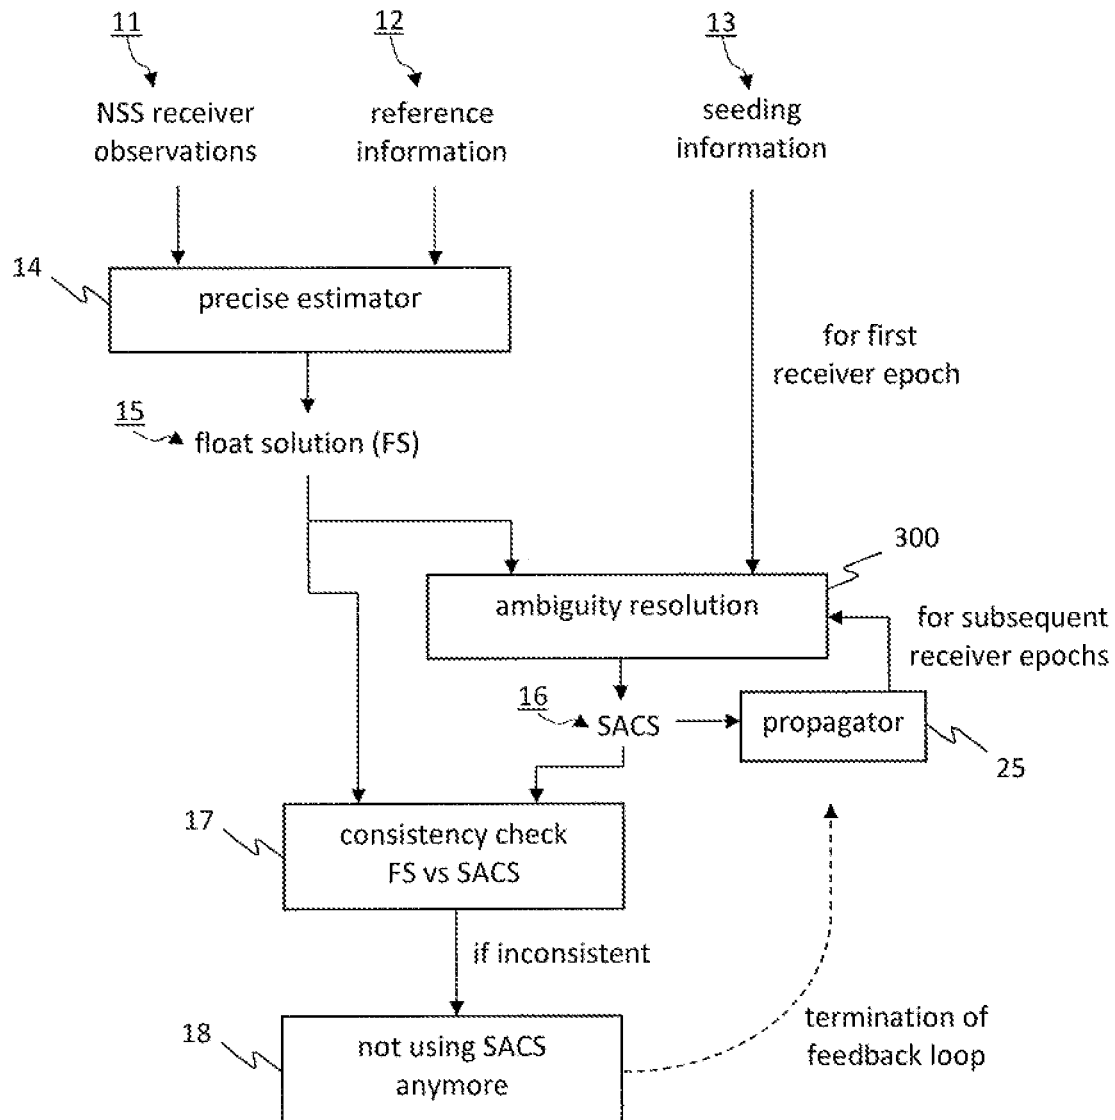 11
12
13
NSS receiver
observations
reference
information
seeding
information
14
precise estimator
for first
receiver epoch
15
float solution (FS)
300
ambiguity resolution
for subsequent
receiver epochs
16
SACS
propagator
25
17
consistency check
FS vs SACS
if inconsistent
18
not using SACS
anymore
termination of
feedback loop